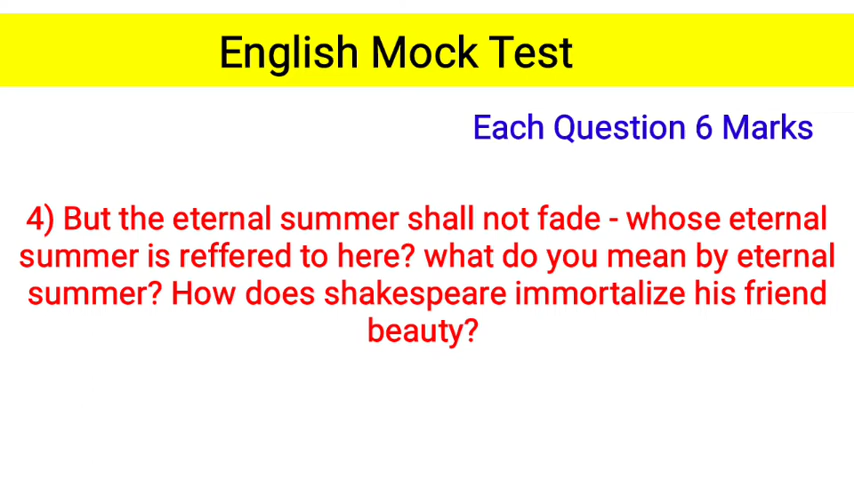 English Mock Test
Each Question 6 Marks
4) But the eternal summer shall not fade - whose eternal
summer is reffered to here? what do you mean by eternal
summer? How does shakespeare immortalize his friend
beauty?